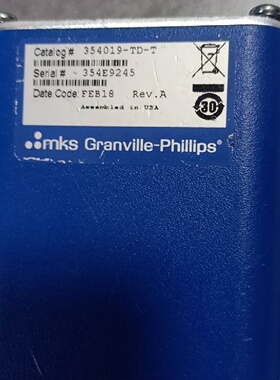 Catalog # 354019-TD-T
Serial # 354E9245
Date Code: FEB18 Rev.A
Assembled in USA
30
mks Granville-Phillips®